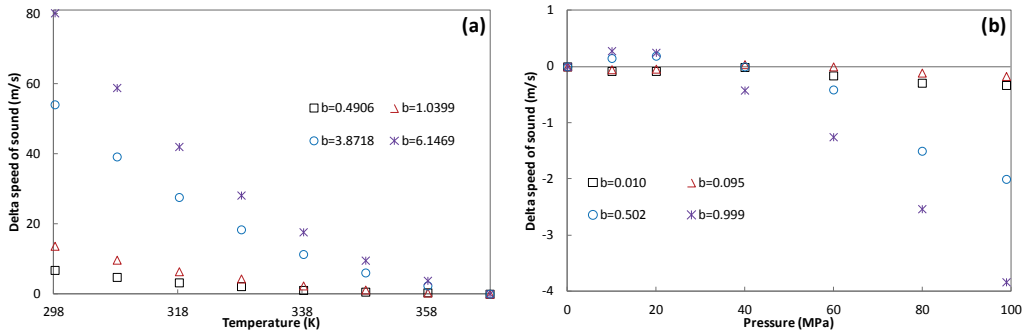 (a)
Delta speed of sound (m/s)
80
60
40
20
0
b=0.4906 b=1.0399
b=3.8718 b=6.1469
298 318 338 358
Temperature (K)
(b)
Delta speed of sound (m/s)
1
0
-1
-2
-3
-4
b=0.010 b=0.095
b=0.502 b=0.999
0 20 40 60 80 100
Pressure (MPa)